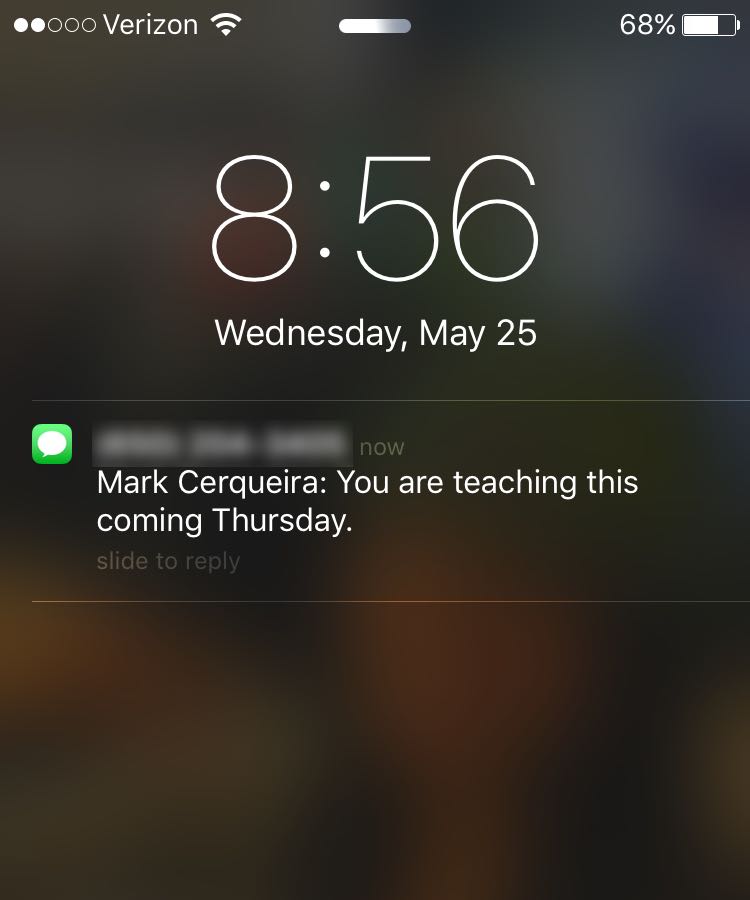 Verizon 68%
8:56
Wednesday, May 25
now
Mark Cerqueira: You are teaching this
coming Thursday.
slide to reply